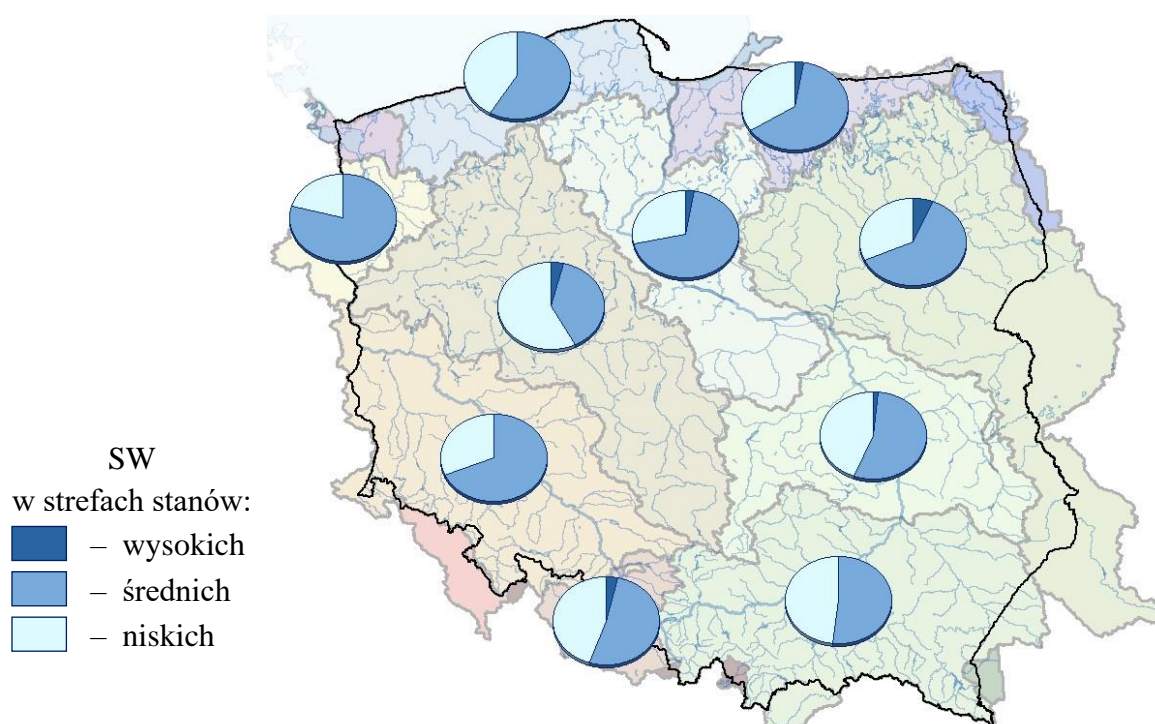 SW
w strefach stanów:
– wysokich
– średnich
– niskich